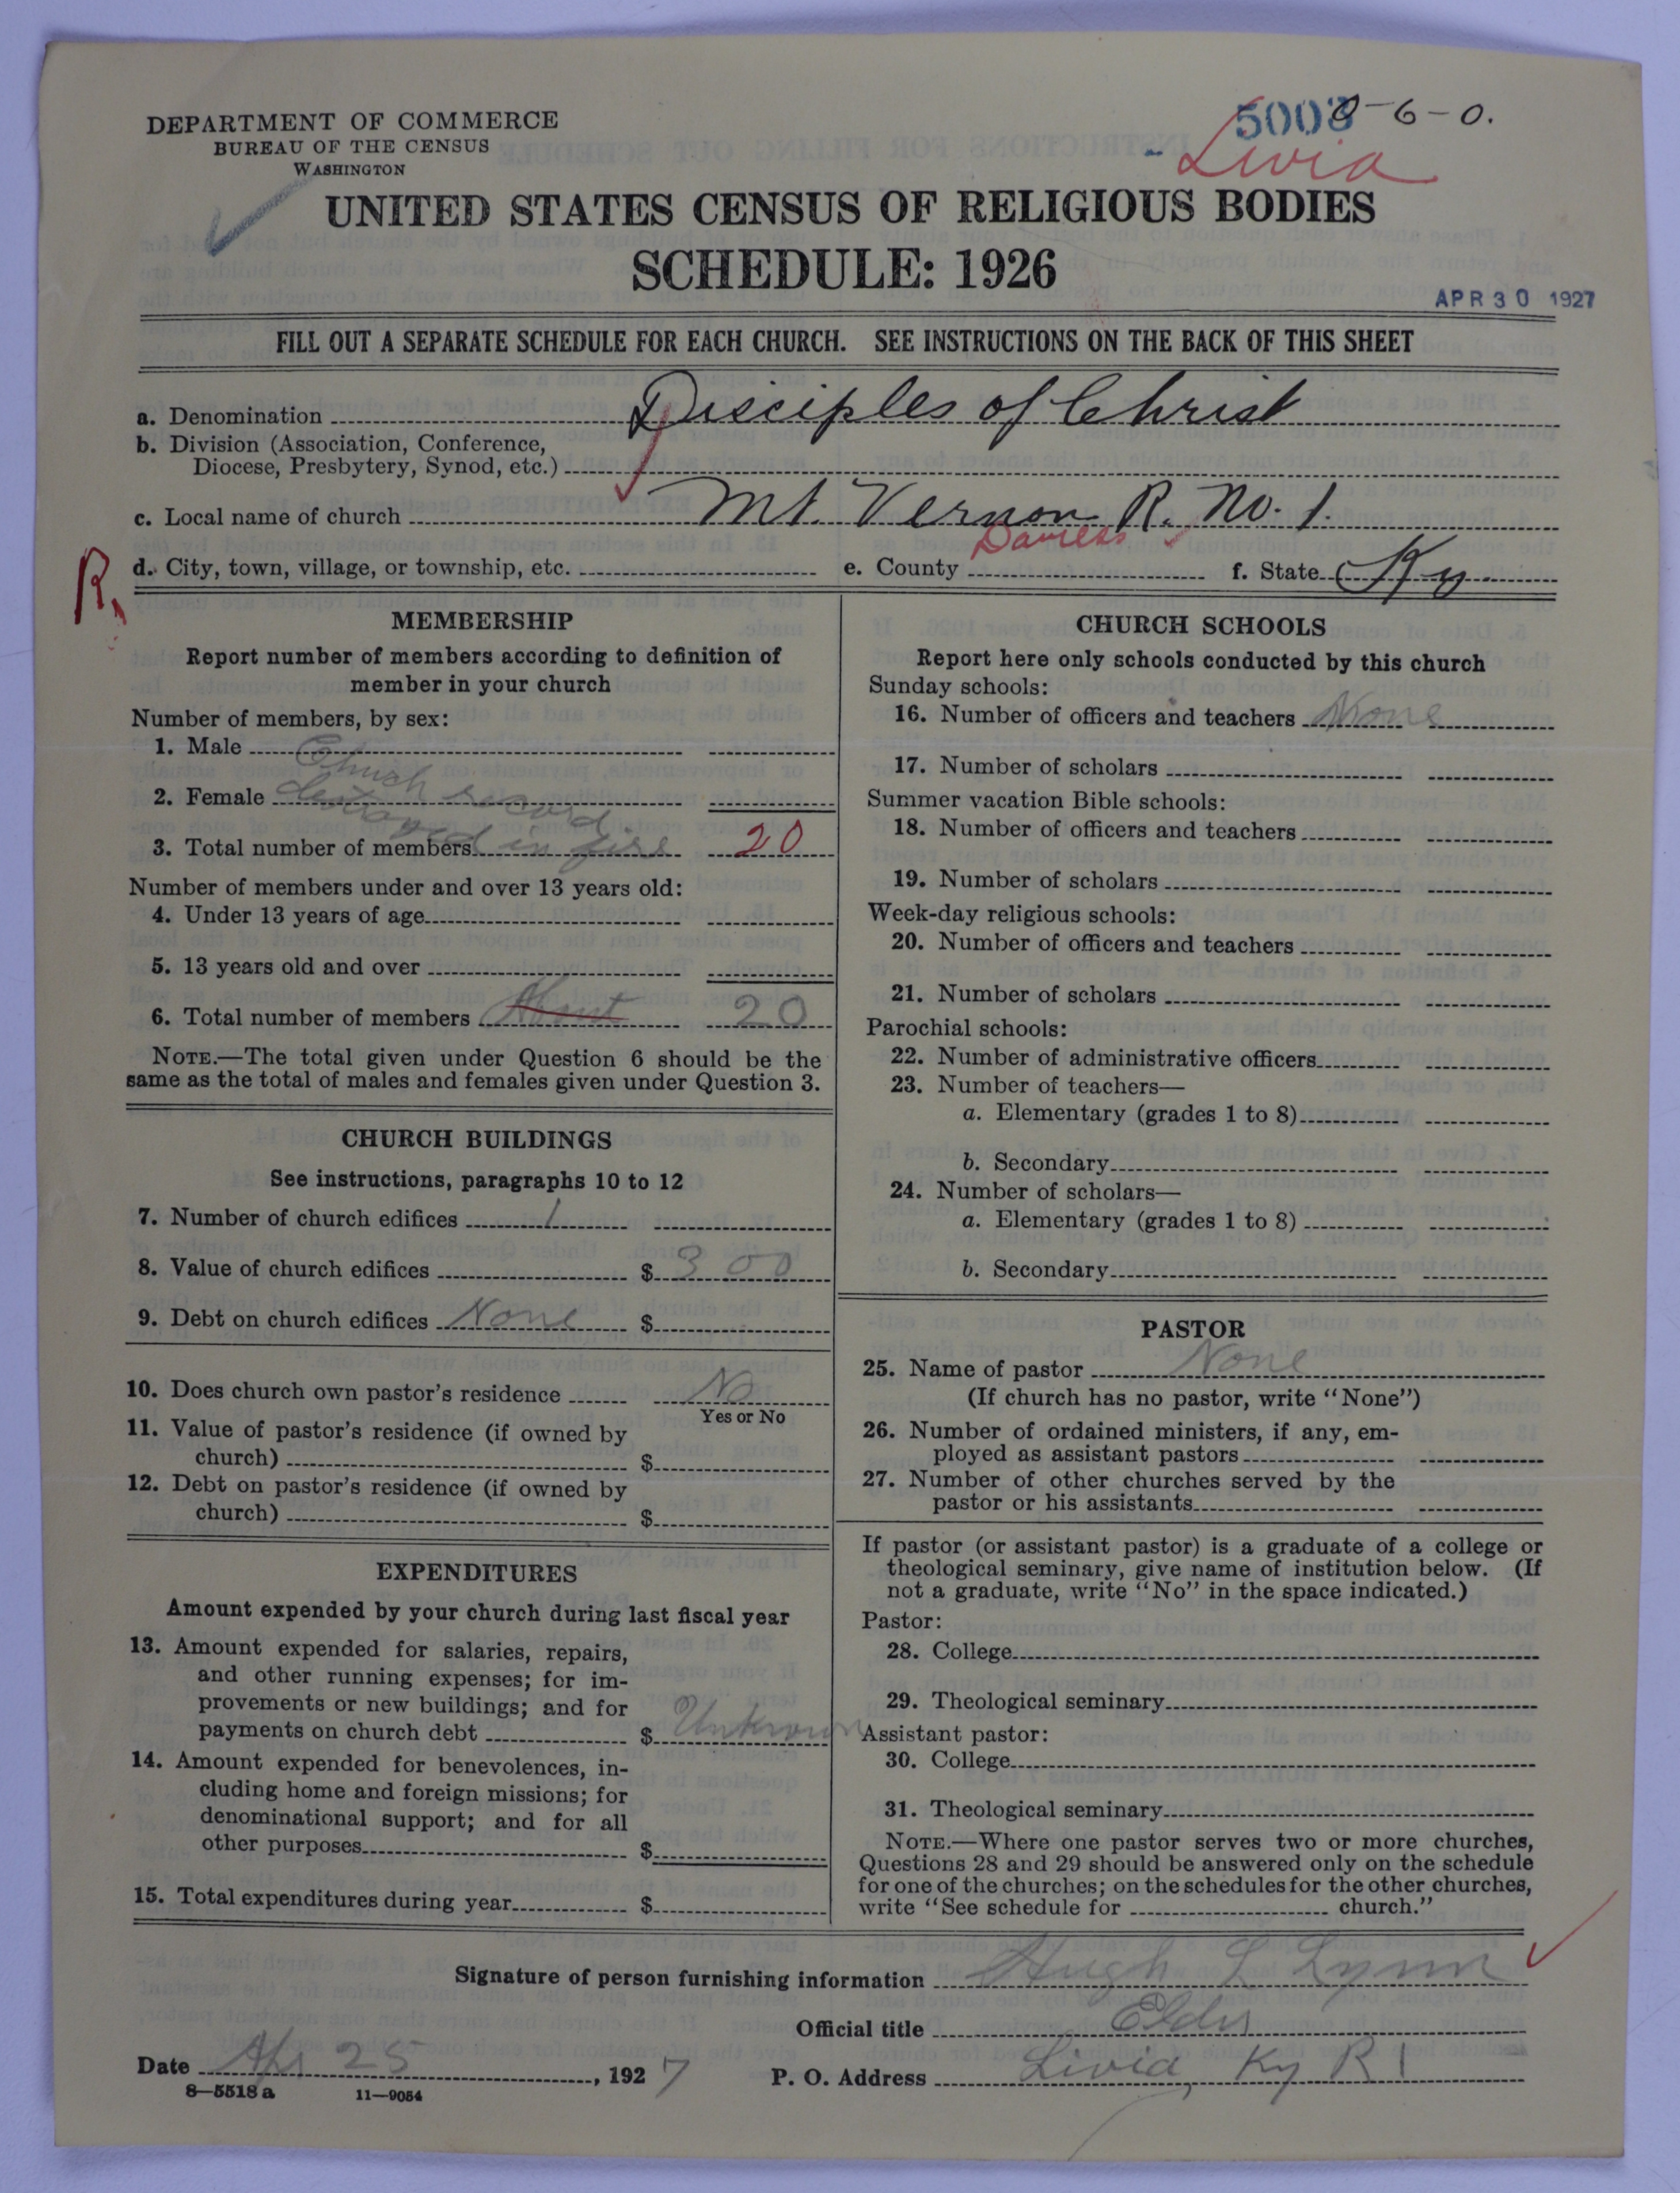 DEPARTMENT OF COMMERCE
BUREAU OF THE CENSUS
WASHINGTON
5003 0-6-0.
Livia
UNITED STATES CENSUS OF RELIGIOUS BODIES
SCHEDULE: 1926
APR 30 1927
FILL OUT A SEPARATE SCHEDULE FOR EACH CHURCH. SEE INSTRUCTIONS ON THE BACK OF THIS SHEET
a. Denomination Disciples of Christ
b. Division (Association, Conference,
Diocese, Presbytery, Synod, etc.)
c. Local name of church Mt. Vernon R. No. 1.
R.
d. City, town, village, or township, etc. e. County Daviess f. State Ky
MEMBERSHIP
Report number of members according to definition of
member in your church
Number of members, by sex:
1. Male Church record
2. Female destroyed
3. Total number of members in fire 20
Number of members under and over 13 years old:
4. Under 13 years of age
5. 13 years old and over
6. Total number of members About 20
NOTE.—The total given under Question 6 should be the
same as the total of males and females given under Question 3.
CHURCH BUILDINGS
See instructions, paragraphs 10 to 12
7. Number of church edifices 1
8. Value of church edifices $ 300
9. Debt on church edifices None $
10. Does church own pastor's residence No
Yes or No
11. Value of pastor's residence (if owned by
church) $
12. Debt on pastor's residence (if owned by
church) $
EXPENDITURES
Amount expended by your church during last fiscal year
13. Amount expended for salaries, repairs,
and other running expenses; for im-
provements or new buildings; and for
payments on church debt $ Unknown
14. Amount expended for benevolences, in-
cluding home and foreign missions; for
denominational support; and for all
other purposes $
15. Total expenditures during year $
CHURCH SCHOOLS
Report here only schools conducted by this church
Sunday schools:
16. Number of officers and teachers None
17. Number of scholars
Summer vacation Bible schools:
18. Number of officers and teachers
19. Number of scholars
Week-day religious schools:
20. Number of officers and teachers
21. Number of scholars
Parochial schools:
22. Number of administrative officers
23. Number of teachers—
a. Elementary (grades 1 to 8)
b. Secondary
24. Number of scholars—
a. Elementary (grades 1 to 8)
b. Secondary
PASTOR
25. Name of pastor None
(If church has no pastor, write "None")
26. Number of ordained ministers, if any, em-
ployed as assistant pastors
27. Number of other churches served by the
pastor or his assistants
If pastor (or assistant pastor) is a graduate of a college or
theological seminary, give name of institution below. (If
not a graduate, write "No" in the space indicated.)
Pastor:
28. College
29. Theological seminary
Assistant pastor:
30. College
31. Theological seminary
NOTE.—Where one pastor serves two or more churches,
Questions 28 and 29 should be answered only on the schedule
for one of the churches; on the schedules for the other churches,
write "See schedule for church."
Signature of person furnishing information Hugh L Lynn
Official title Elder
Date Apr 25, 1927 P. O. Address Livia, Ky R 1
8—5518 a 11—9054